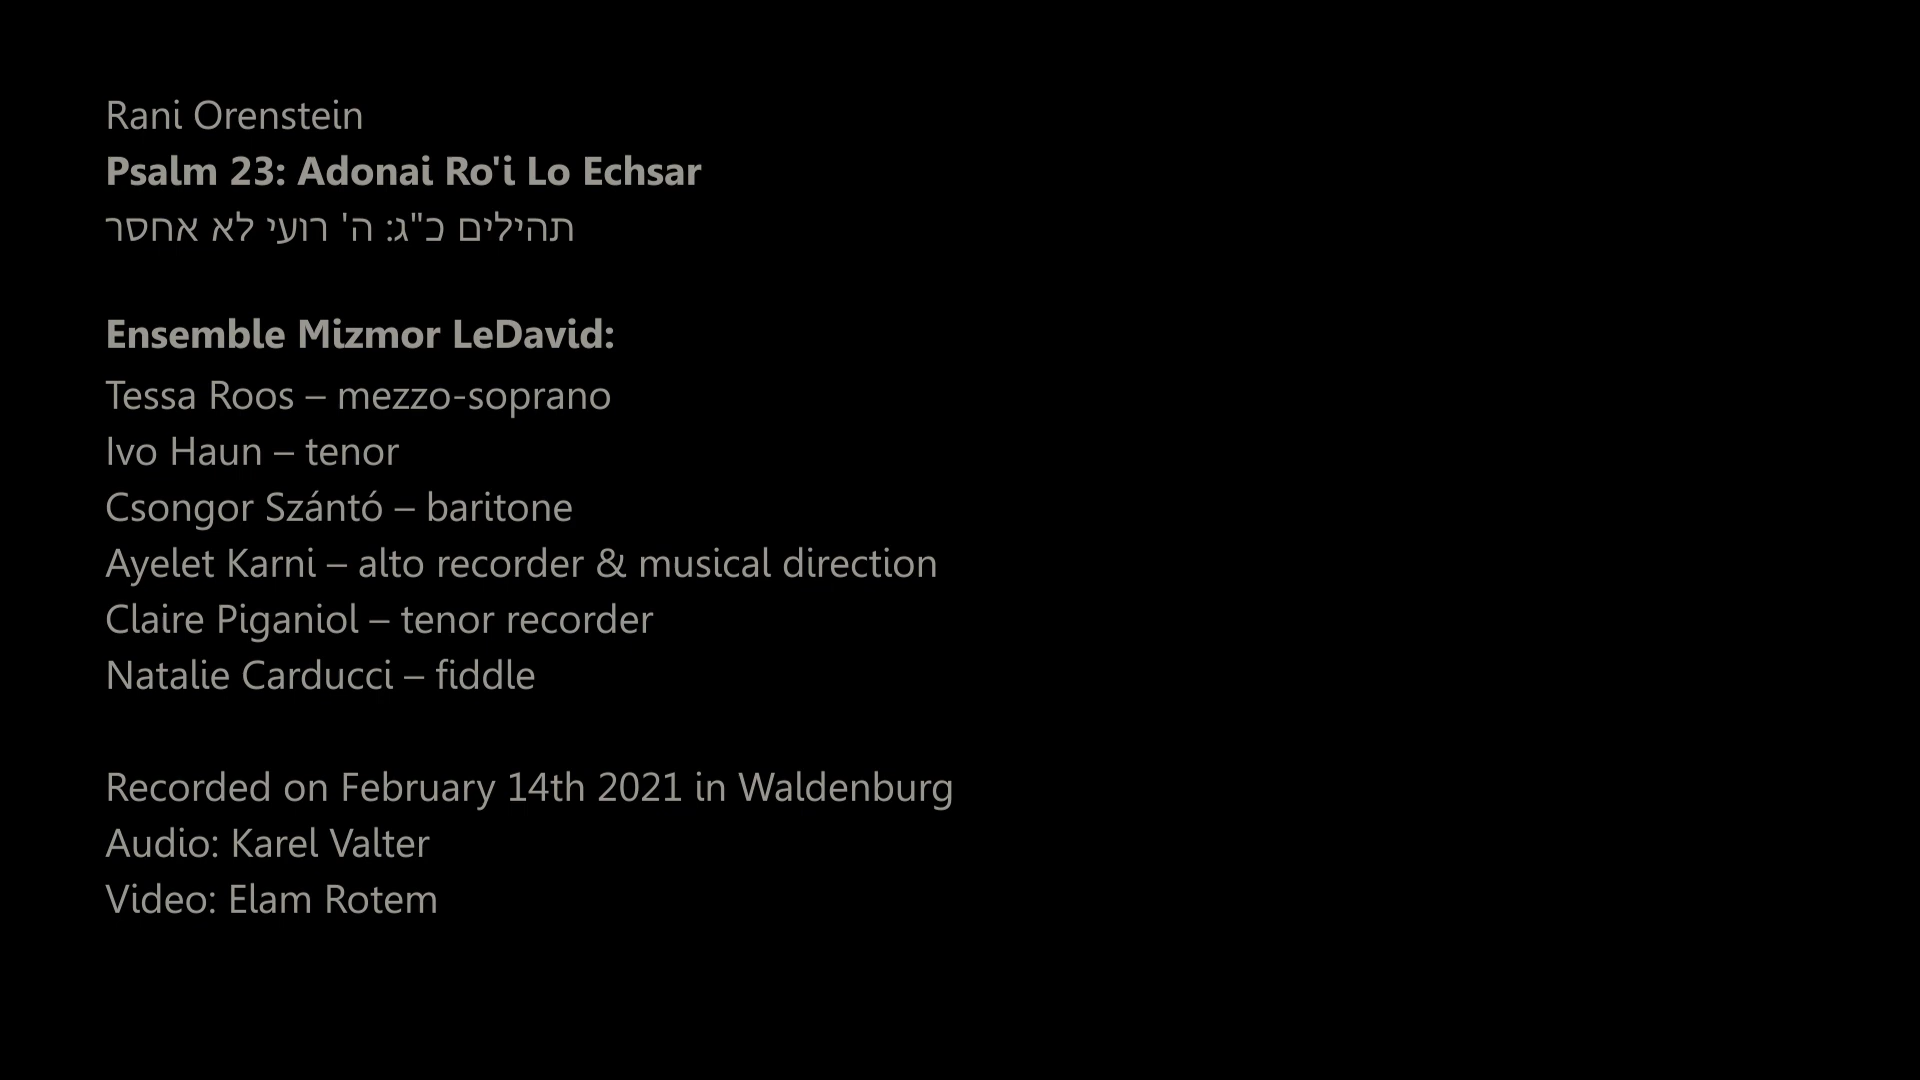 Rani Orenstein
Psalm 23: Adonai Ro'i Lo Echsar
תהילים כ"ג: ה' רועי לא אחסר
Ensemble Mizmor LeDavid:
Tessa Roos – mezzo-soprano
Ivo Haun – tenor
Csongor Szántó – baritone
Ayelet Karni – alto recorder & musical direction
Claire Piganiol – tenor recorder
Natalie Carducci – fiddle
Recorded on February 14th 2021 in Waldenburg
Audio: Karel Valter
Video: Elam Rotem